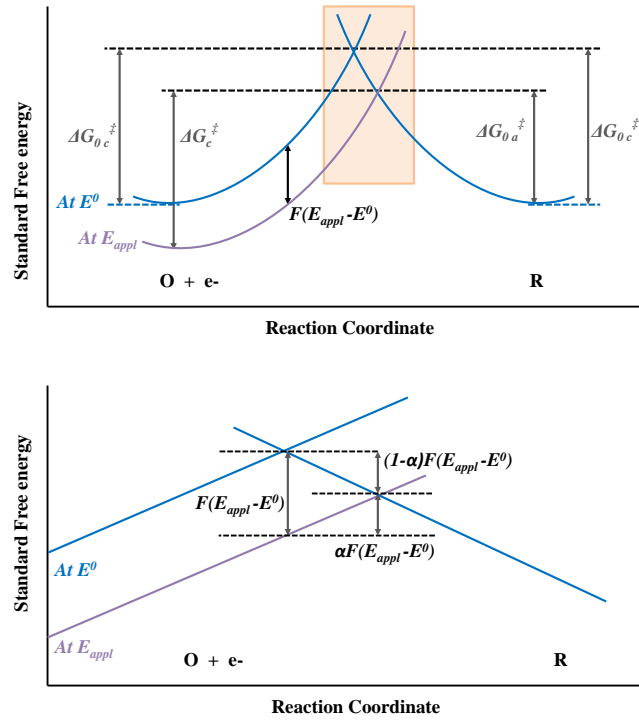 Standard Free energy
ΔG₀ c‡
ΔGc‡
ΔG₀ a‡
ΔG₀ c‡
At E⁰
F(Eappl-E⁰)
At Eappl
O + e-
R
Reaction Coordinate
Standard Free energy
(1-α)F(Eappl-E⁰)
F(Eappl-E⁰)
αF(Eappl-E⁰)
At E⁰
At Eappl
O + e-
R
Reaction Coordinate